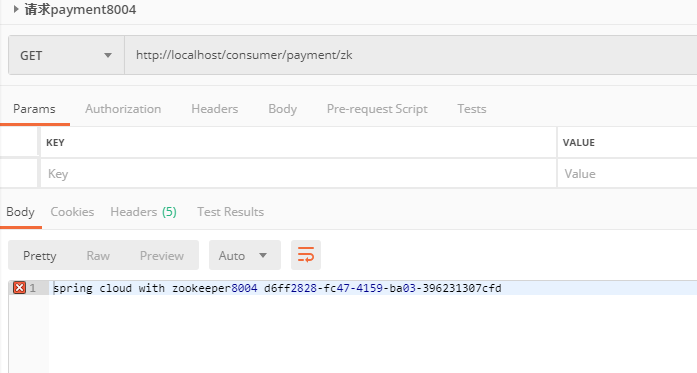 请求payment8004
GET http://localhost/consumer/payment/zk
Params Authorization Headers Body Pre-request Script Tests
KEY VALUE
Key Value
Body Cookies Headers (5) Test Results
Pretty Raw Preview Auto
1 spring cloud with zookeeper8004 d6ff2828-fc47-4159-ba03-396231307cfd